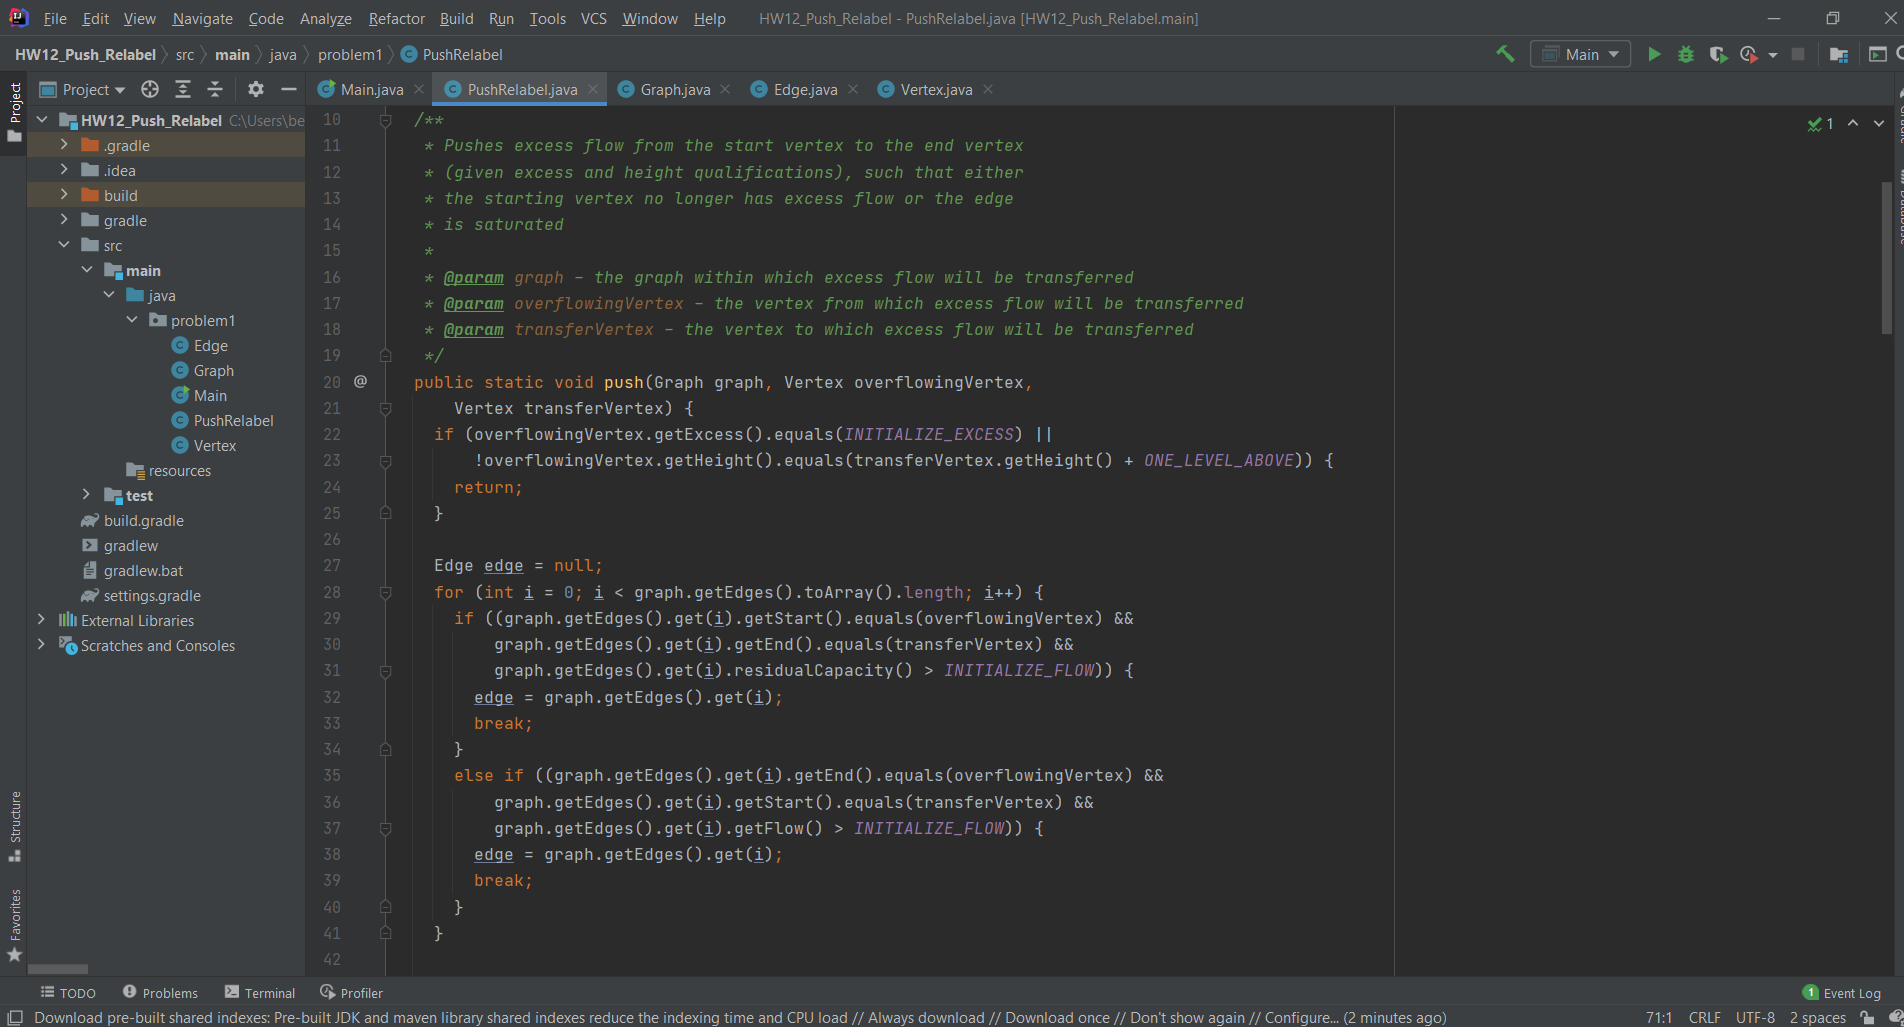 File Edit View Navigate Code Analyze Refactor Build Run Tools VCS Window Help HW12_Push_Relabel - PushRelabel.java [HW12_Push_Relabel.main]
HW12_Push_Relabel src main java problem1 PushRelabel Main
Project
Project
Main.java PushRelabel.java Graph.java Edge.java Vertex.java
HW12_Push_Relabel C:\Users\be
.gradle
.idea
build
gradle
src
main
java
problem1
Edge
Graph
Main
PushRelabel
Vertex
resources
test
build.gradle
gradlew
gradlew.bat
settings.gradle
External Libraries
Scratches and Consoles
Structure
Favorites
1
10 /**
11 * Pushes excess flow from the start vertex to the end vertex
12 * (given excess and height qualifications), such that either
13 * the starting vertex no longer has excess flow or the edge
14 * is saturated
15 *
16 * @param graph - the graph within which excess flow will be transferred
17 * @param overflowingVertex - the vertex from which excess flow will be transferred
18 * @param transferVertex - the vertex to which excess flow will be transferred
19 */
20 @ public static void push(Graph graph, Vertex overflowingVertex,
21 Vertex transferVertex) {
22 if (overflowingVertex.getExcess().equals(INITIALIZE_EXCESS) ||
23 !overflowingVertex.getHeight().equals(transferVertex.getHeight() + ONE_LEVEL_ABOVE)) {
24 return;
25 }
26
27 Edge edge = null;
28 for (int i = 0; i < graph.getEdges().toArray().length; i++) {
29 if ((graph.getEdges().get(i).getStart().equals(overflowingVertex) &&
30 graph.getEdges().get(i).getEnd().equals(transferVertex) &&
31 graph.getEdges().get(i).residualCapacity() > INITIALIZE_FLOW)) {
32 edge = graph.getEdges().get(i);
33 break;
34 }
35 else if ((graph.getEdges().get(i).getEnd().equals(overflowingVertex) &&
36 graph.getEdges().get(i).getStart().equals(transferVertex) &&
37 graph.getEdges().get(i).getFlow() > INITIALIZE_FLOW)) {
38 edge = graph.getEdges().get(i);
39 break;
40 }
41 }
42
TODO Problems Terminal Profiler 1 Event Log
Download pre-built shared indexes: Pre-built JDK and maven library shared indexes reduce the indexing time and CPU load // Always download // Download once // Don't show again // Configure... (2 minutes ago) 71:1 CRLF UTF-8 2 spaces